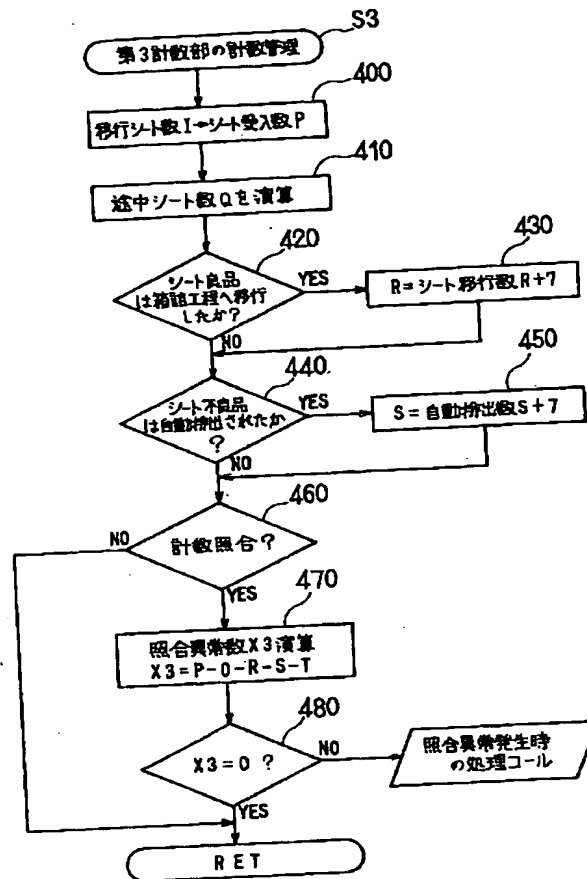 S3
第3計数部の計数管理
400
移行シート数I←シート受入数P
410
途中シート数Qを演算
420
シート良品
は箱詰工程へ移行
したか?
YES
NO
430
R=シート移行数R+7
440
シート不良品
は自動排出されたか
?
YES
NO
450
S=自動排出数S+7
460
計数照合?
NO
YES
470
照合異常数X3演算
X3=P-Q-R-S-T
480
X3=0?
NO
YES
照合異常発生時
の処理コール
RET